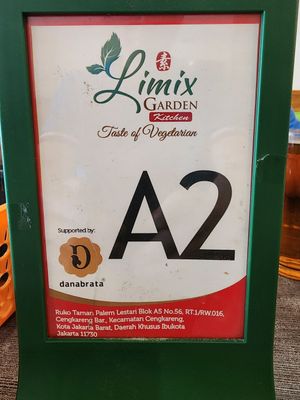 素
Limix
GARDEN
Kitchen
Taste of Vegetarian
A2
Supported by:
D
danabrata
Ruko Taman Palem Lestari Blok A5 No.56, RT.1/RW.016,
Cengkareng Bar., Kecamatan Cengkareng,
Kota Jakarta Barat, Daerah Khusus Ibukota
Jakarta 11730